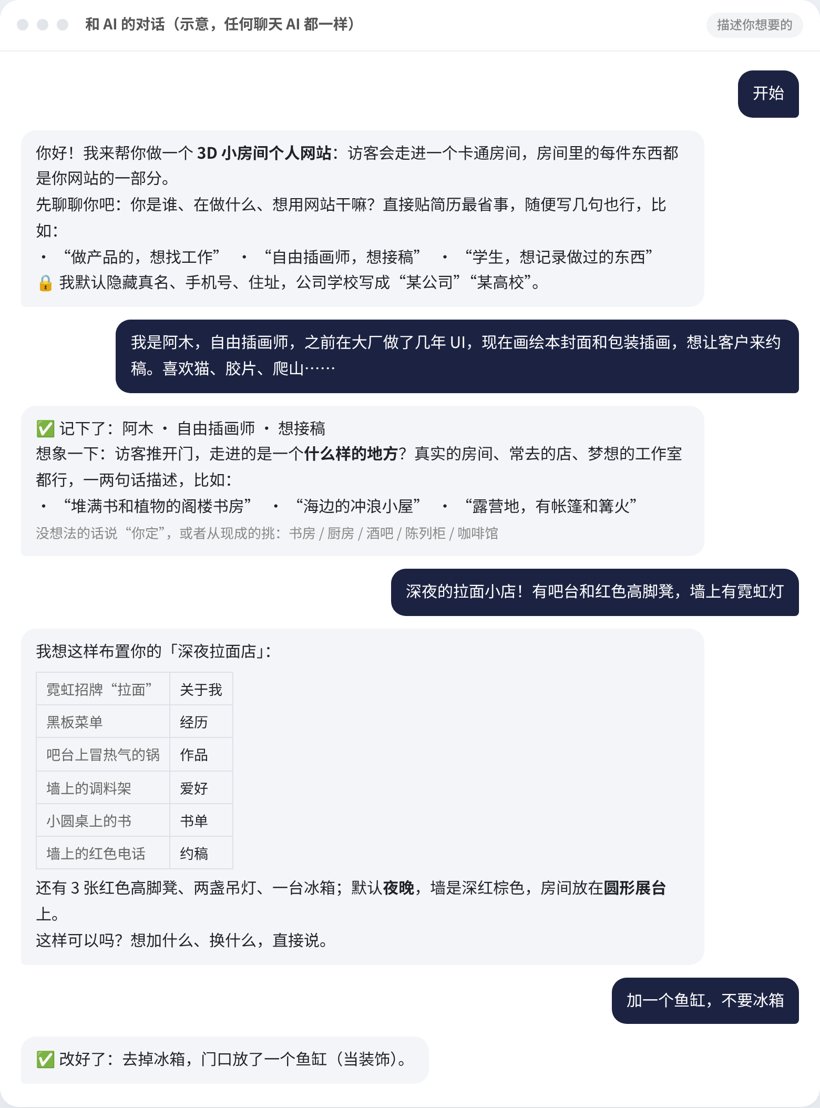 和 AI 的对话（示意，任何聊天 AI 都一样）
描述你想要的
开始
你好！我来帮你做一个 3D 小房间个人网站：访客会走进一个卡通房间，房间里的每件东西都
是你网站的一部分。
先聊聊你吧：你是谁、在做什么、想用网站干嘛？直接贴简历最省事，随便写几句也行，比
如：
• “做产品的，想找工作” • “自由插画师，想接稿” • “学生，想记录做过的东西”
🔒 我默认隐藏真名、手机号、住址，公司学校写成“某公司”“某高校”。
我是阿木，自由插画师，之前在大厂做了几年 UI，现在画绘本封面和包装插画，想让客户来约
稿。喜欢猫、胶片、爬山……
✅ 记下了：阿木 · 自由插画师 · 想接稿
想象一下：访客推开门，走进的是一个什么样的地方？真实的房间、常去的店、梦想的工作室
都行，一两句话描述，比如：
• “堆满书和植物的阁楼书房” • “海边的冲浪小屋” • “露营地，有帐篷和篝火”
没想法的话说“你定”，或者从现成的挑：书房 / 厨房 / 酒吧 / 陈列柜 / 咖啡馆
深夜的拉面小店！有吧台和红色高脚凳，墙上有霓虹灯
我想这样布置你的「深夜拉面店」：
霓虹招牌“拉面” 关于我
黑板菜单 经历
吧台上冒热气的锅 作品
墙上的调料架 爱好
小圆桌上的书 书单
墙上的红色电话 约稿
还有 3 张红色高脚凳、两盏吊灯、一台冰箱；默认夜晚，墙是深红棕色，房间放在圆形展台
上。
这样可以吗？想加什么、换什么，直接说。
加一个鱼缸，不要冰箱
✅ 改好了：去掉冰箱，门口放了一个鱼缸（当装饰）。